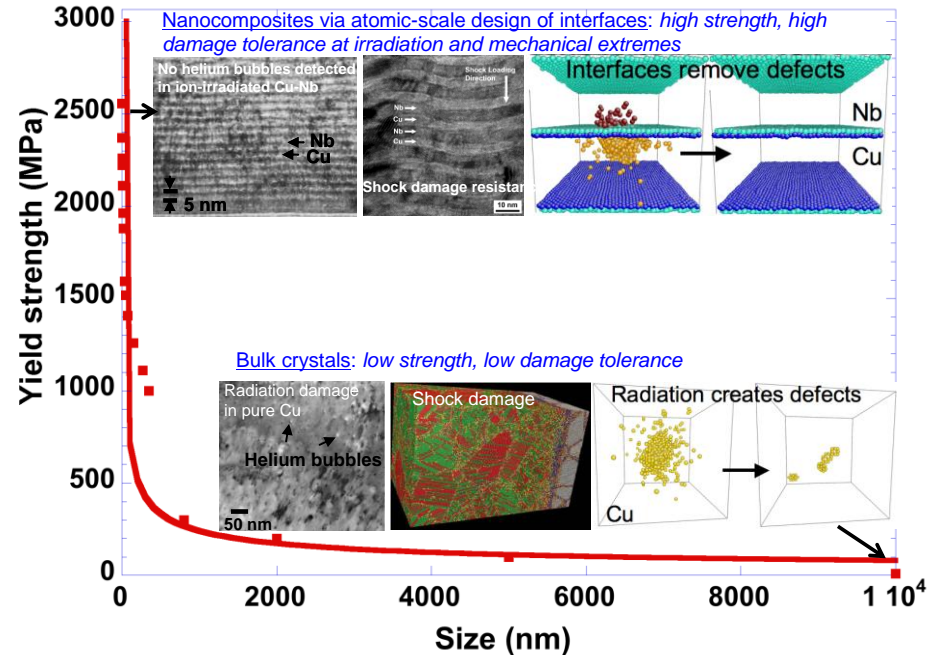 Nanocomposites via atomic-scale design of interfaces: high strength, high
damage tolerance at irradiation and mechanical extremes
No helium bubbles detected
in ion-irradiated Cu-Nb
Nb
Cu
5 nm
Shock Loading
Direction
Nb
Cu
Nb
Cu
Shock damage resistanc
10 nm
Interfaces remove defects
Nb
Cu
Bulk crystals: low strength, low damage tolerance
Radiation damage
in pure Cu
Helium bubbles
50 nm
Shock damage
Radiation creates defects
Cu
Yield strength (MPa)
3000
2500
2000
1500
1000
500
0
0
2000
4000
6000
8000
1 10⁴
Size (nm)